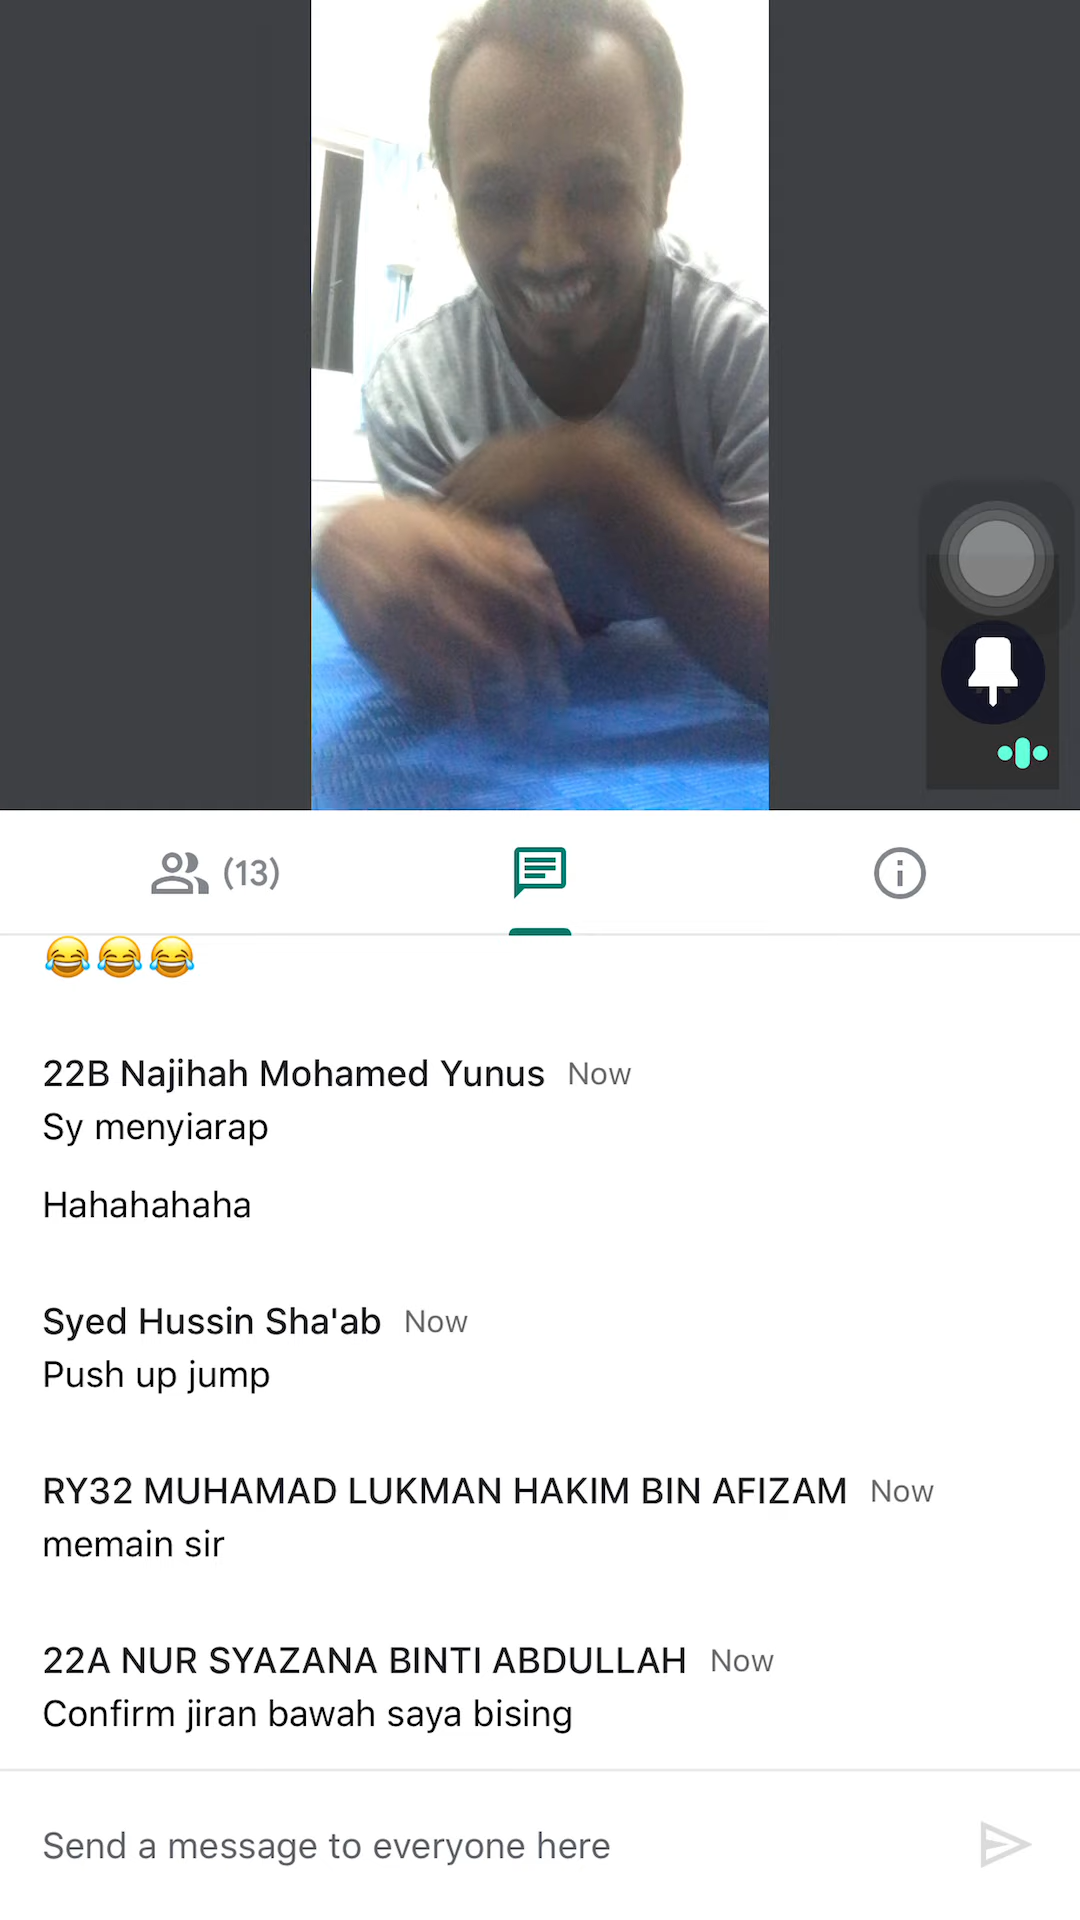 (13)
😂😂😂
22B Najihah Mohamed Yunus Now
Sy menyiarap
Hahahahaha
Syed Hussin Sha'ab Now
Push up jump
RY32 MUHAMAD LUKMAN HAKIM BIN AFIZAM Now
memain sir
22A NUR SYAZANA BINTI ABDULLAH Now
Confirm jiran bawah saya bising
Send a message to everyone here